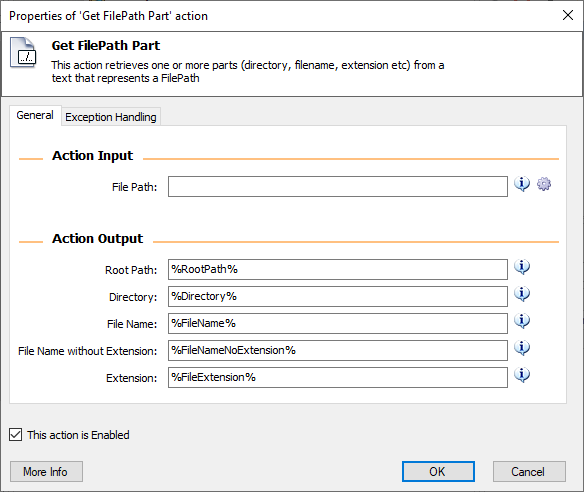 Properties of 'Get FilePath Part' action
Get FilePath Part
This action retrieves one or more parts (directory, filename, extension etc) from a
text that represents a FilePath
General
Exception Handling
Action Input
File Path:
Action Output
Root Path: %RootPath%
Directory: %Directory%
File Name: %FileName%
File Name without Extension: %FileNameNoExtension%
Extension: %FileExtension%
This action is Enabled
More Info
OK
Cancel